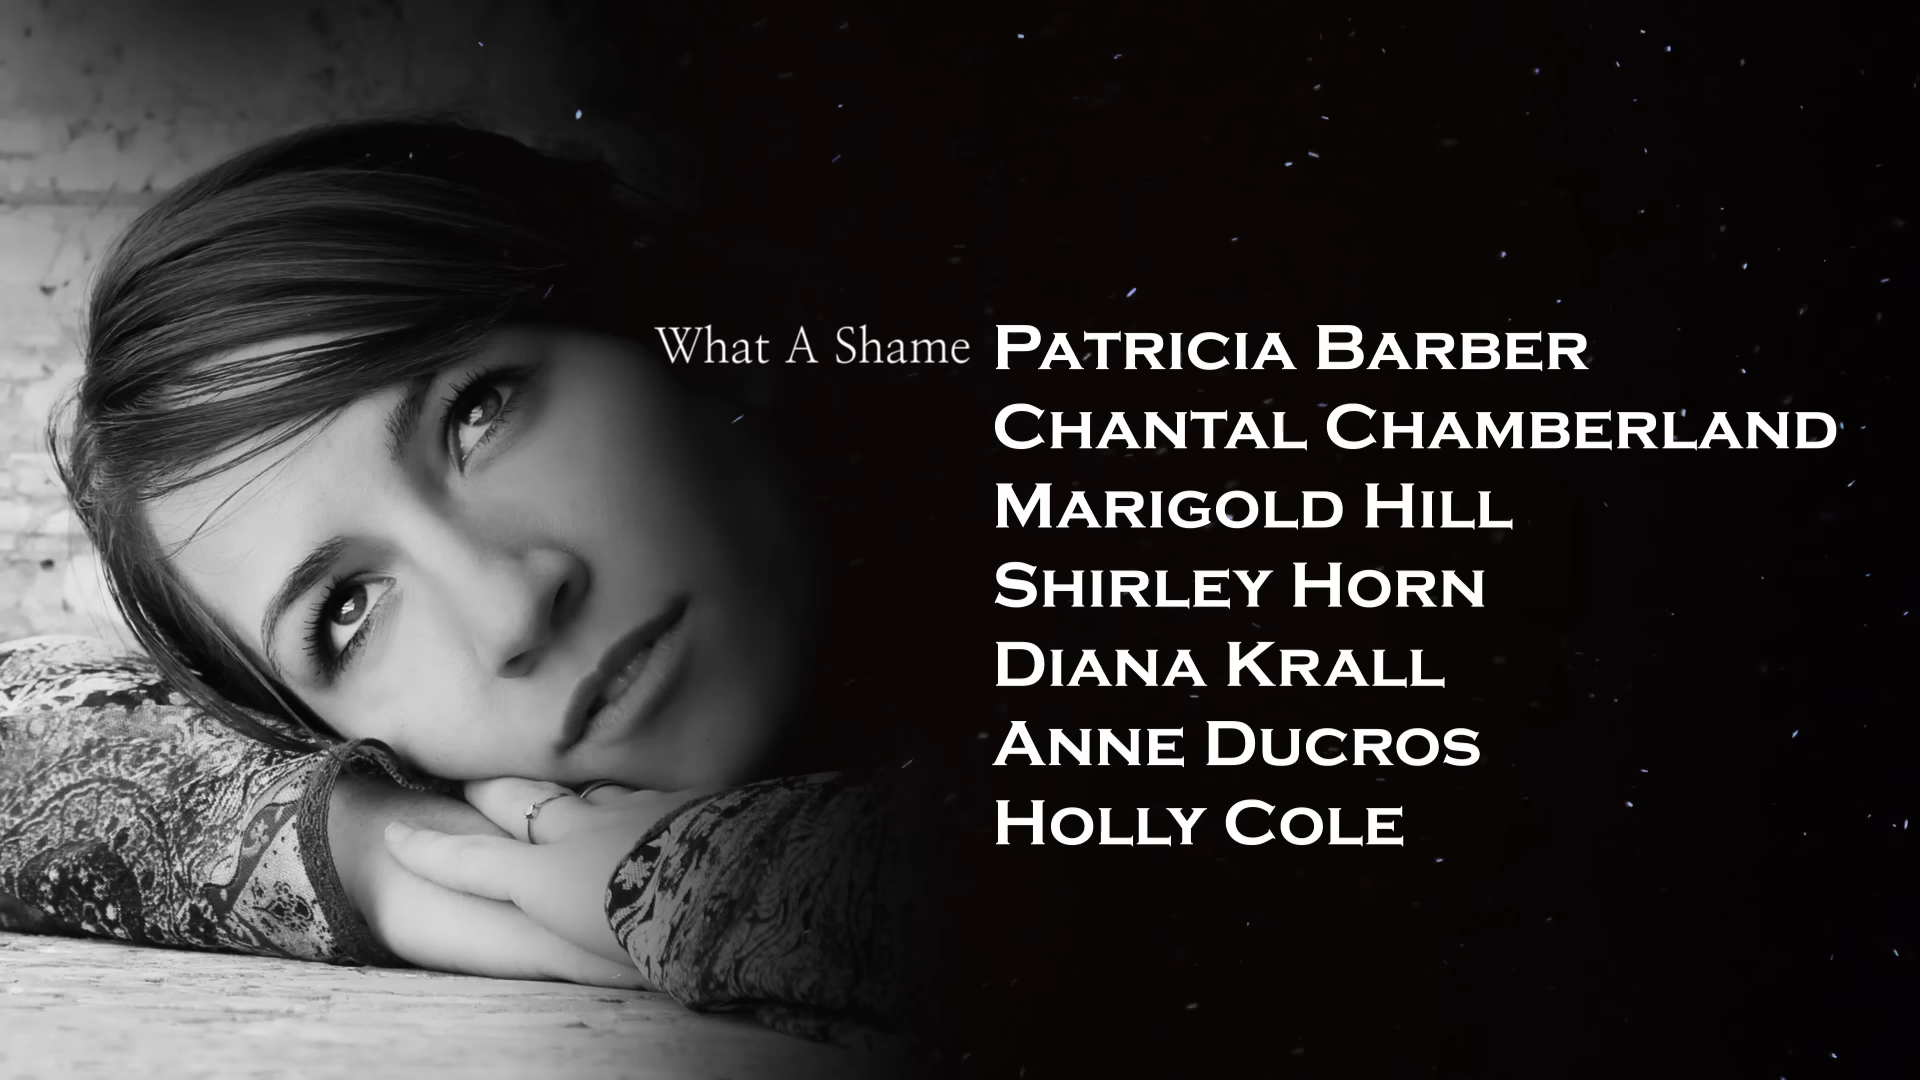 What A Shame PATRICIA BARBER
CHANTAL CHAMBERLAND
MARIGOLD HILL
SHIRLEY HORN
DIANA KRALL
ANNE DUCROS
HOLLY COLE